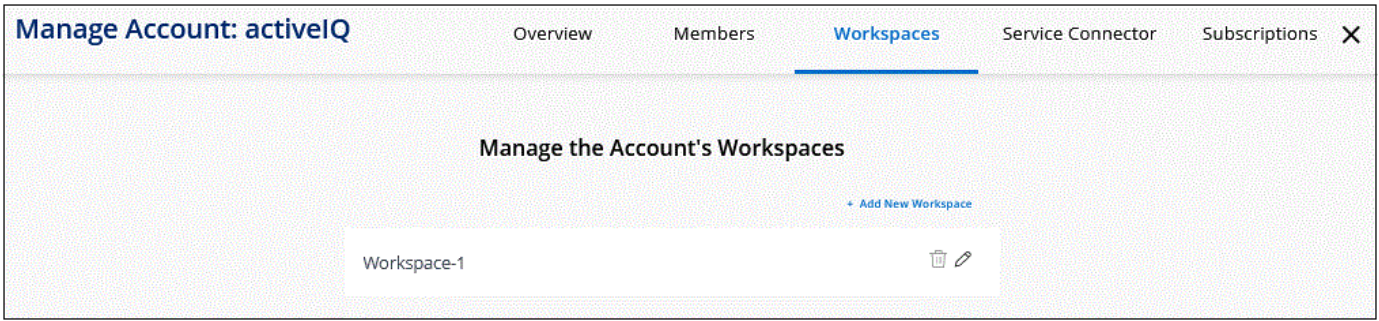 Manage Account: activeIQ
Overview
Members
Workspaces
Service Connector
Subscriptions
Manage the Account's Workspaces
+ Add New Workspace
Workspace-1